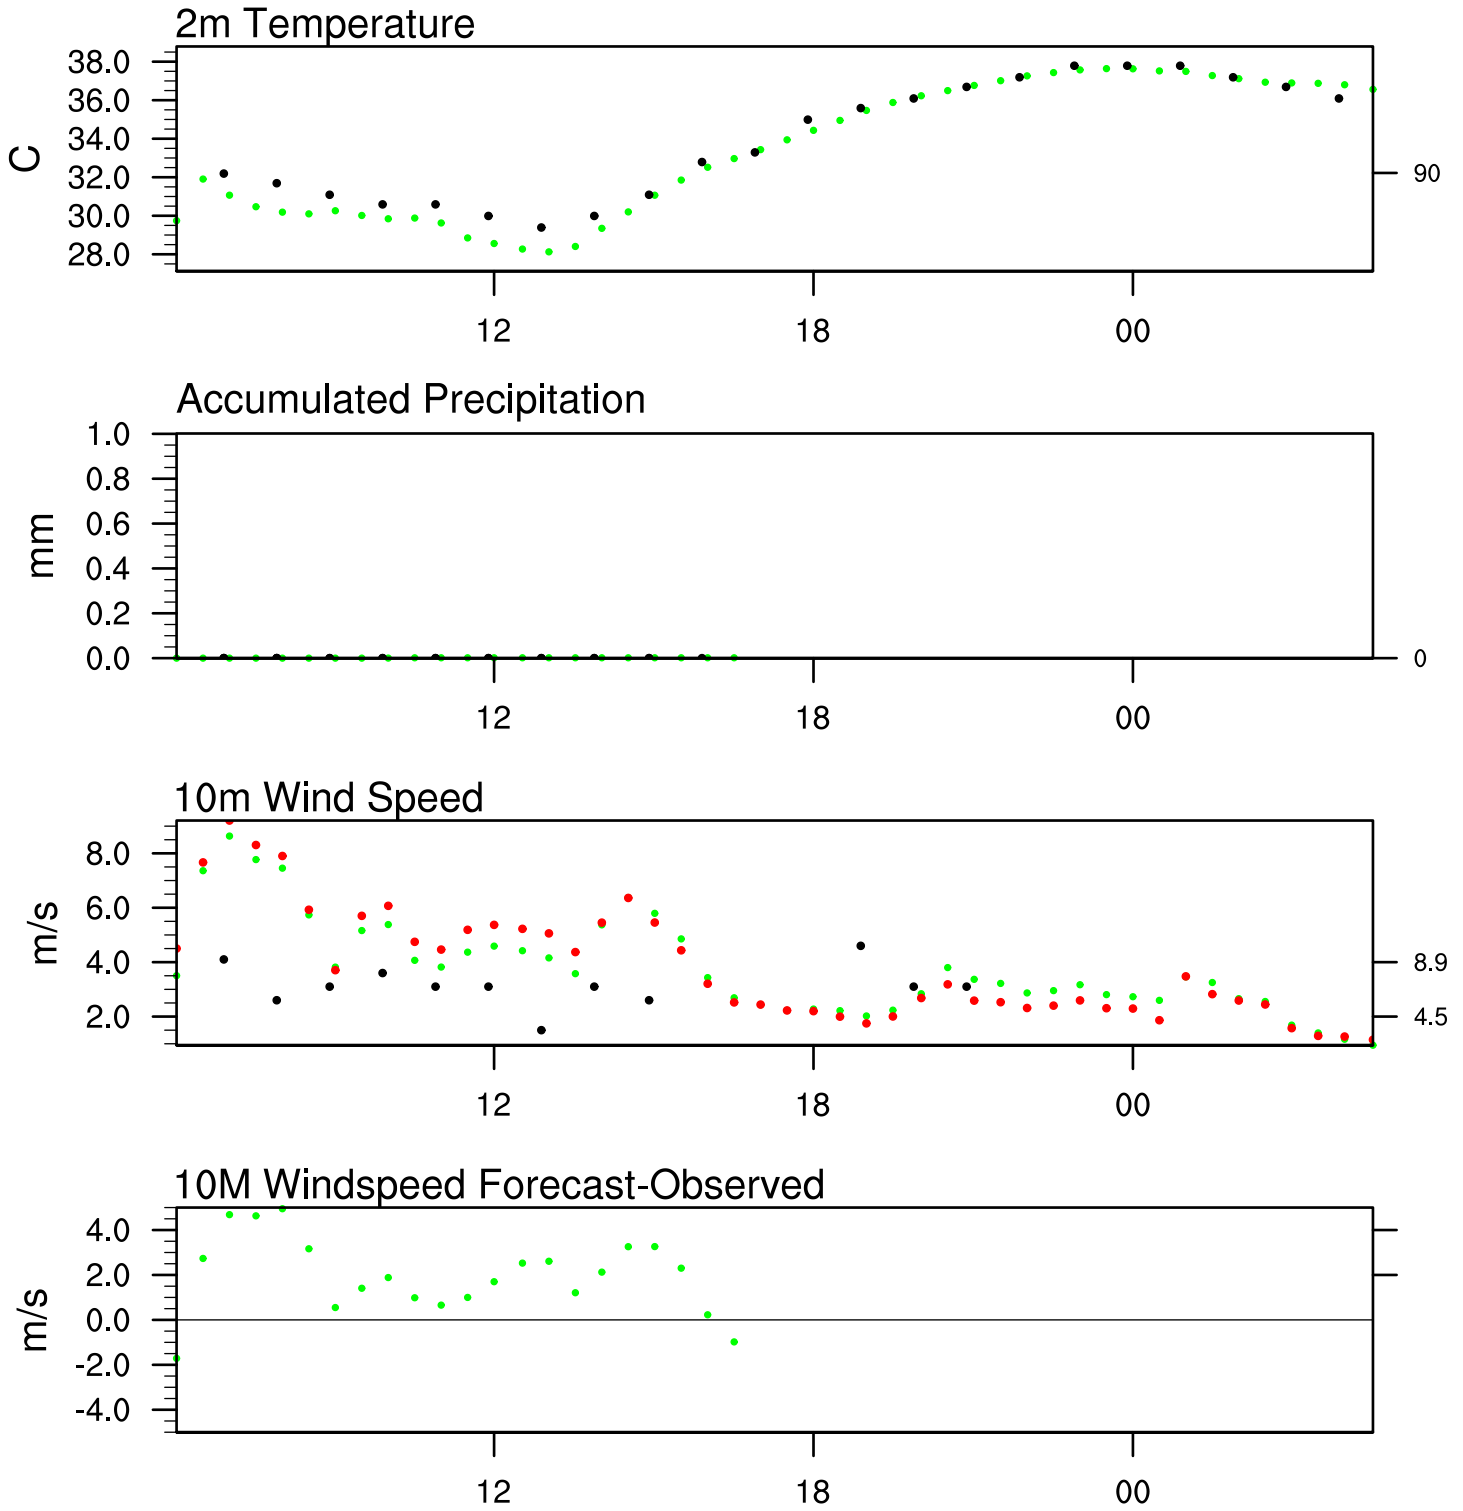 2m Temperature
38.0
36.0
34.0
32.0
30.0
28.0
C
90
12 18 00
Accumulated Precipitation
1.0
0.8
0.6
0.4
0.2
0.0
mm
0
12 18 00
10m Wind Speed
8.0
6.0
4.0
2.0
m/s
8.9
4.5
12 18 00
10M Windspeed Forecast-Observed
4.0
2.0
0.0
-2.0
-4.0
m/s
12 18 00